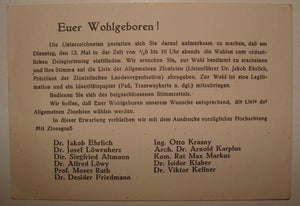 Euer Wohlgeboren!
Die Unterzeichneten gestatten sich Sie darauf aufmerksam zu machen, daß am
Dienstag, den 13. Mai in der Zeit von ½6 bis 10 Uhr abends die Wahlen zum ordent-
lichen Delegiertentag stattfinden. Wir ersuchen Sie, zur Wahl bestimmt zu erscheinen
und Ihre Stimme auf die Liste der Allgemeinen Zionisten (Listenführer Dr. Jakob Ehrlich,
Präsident der Zionistischen Landesorganisation) abzugeben. Zur Wahl ist eine Legiti-
mation und ein Identitätspapier (Paß, Tramwaykarte u. dgl.) mitzubringen.
Bedienen Sie sich des beigeschlossenen Stimmzettels.
Wir hoffen, daß Euer Wohlgeboren unserem Wunsche entsprechend, die Liste der
Allgemeinen Zionisten wählen werden.
In dieser Erwartung verbleiben wir mit dem Ausdrucke vorzüglicher Hochachtung
Mit Zionsgruß
Dr. Jakob Ehrlich
Dr. Josef Löwenherz
Dir. Siegfried Altmann
Dr. Alfred Löwy
Prof. Moses Rath
Dr. Desider Friedmann
Ing. Otto Krasny
Arch. Dr. Arnold Karplus
Kom. Rat Max Markus
Dr. Isidor Klaber
Dr. Viktor Kellner